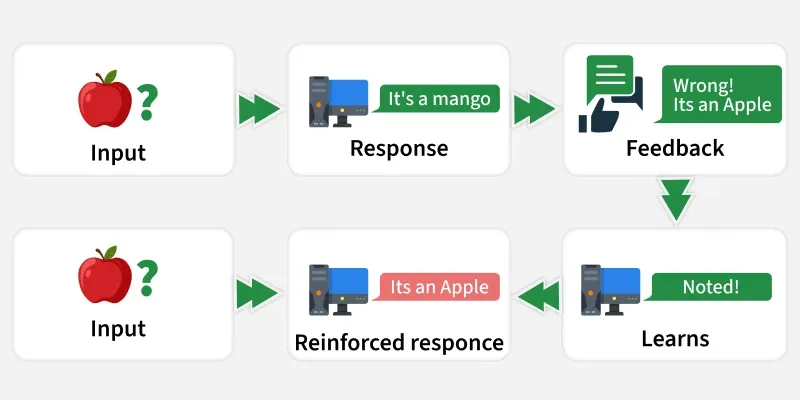 ?
Input
It's a mango
Response
Wrong!
Its an Apple
Feedback
?
Input
Its an Apple
Reinforced responce
Noted!
Learns